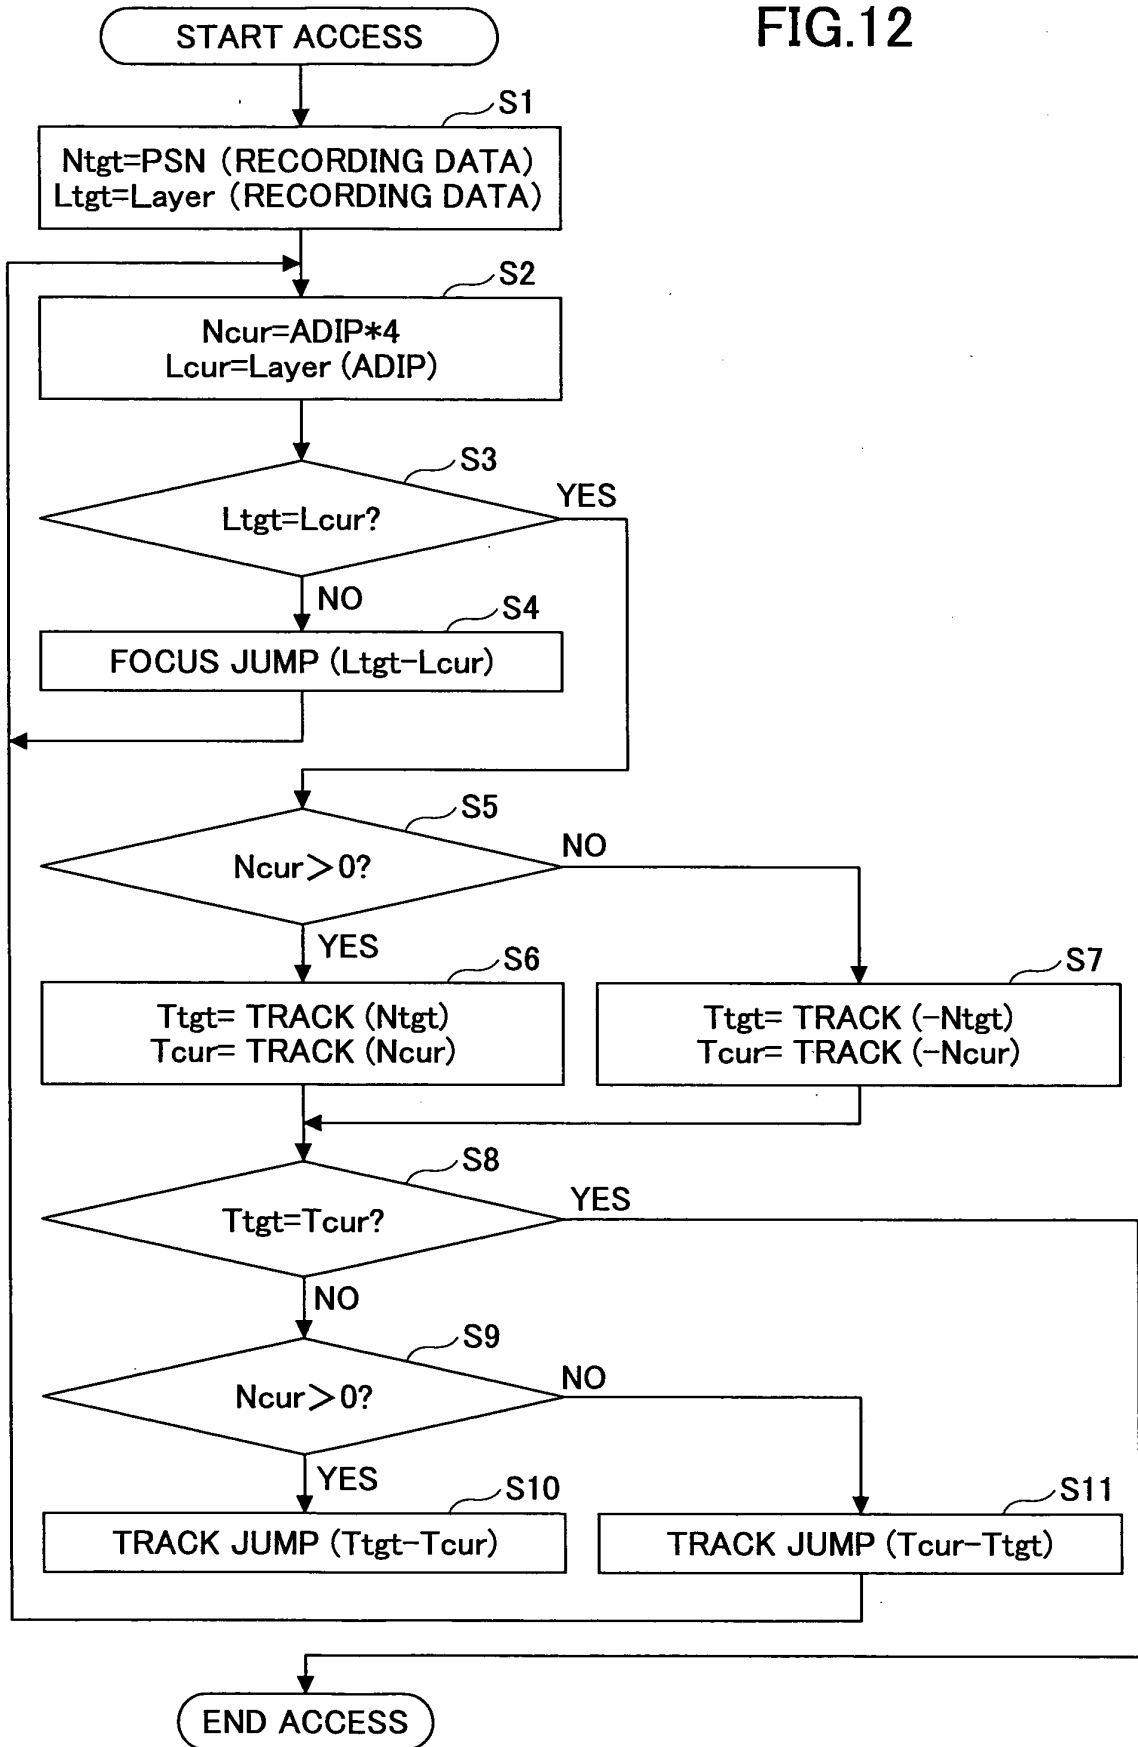 FIG.12
START ACCESS
S1
Ntgt=PSN (RECORDING DATA)
Ltgt=Layer (RECORDING DATA)
S2
Ncur=ADIP*4
Lcur=Layer (ADIP)
S3
Ltgt=Lcur?
YES
NO
S4
FOCUS JUMP (Ltgt-Lcur)
S5
Ncur>0?
NO
YES
S6
Ttgt= TRACK (Ntgt)
Tcur= TRACK (Ncur)
S7
Ttgt= TRACK (-Ntgt)
Tcur= TRACK (-Ncur)
S8
Ttgt=Tcur?
YES
NO
S9
Ncur>0?
NO
YES
S10
TRACK JUMP (Ttgt-Tcur)
S11
TRACK JUMP (Tcur-Ttgt)
END ACCESS